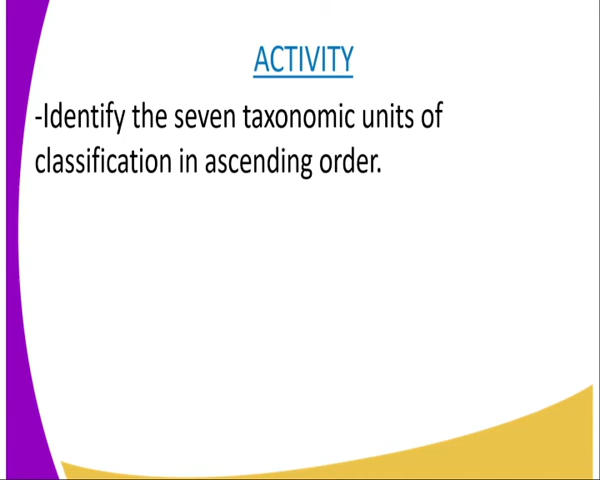 ACTIVITY
-Identify the seven taxonomic units of
classification in ascending order.